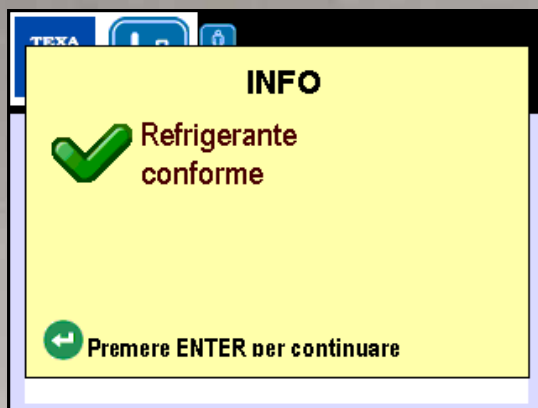 TEXA
INFO
Refrigerante
conforme
Premere ENTER per continuare